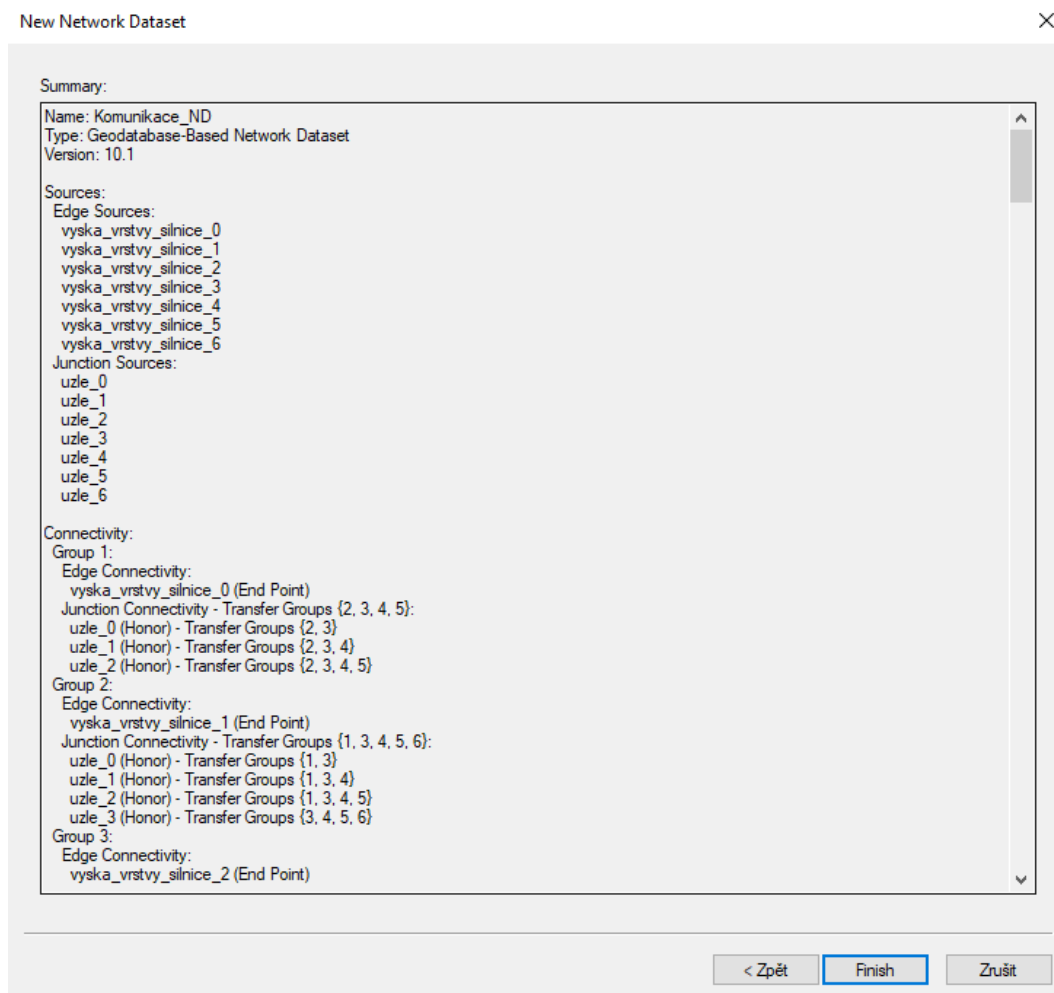 New Network Dataset
Summary:
Name: Komunikace_ND
Type: Geodatabase-Based Network Dataset
Version: 10.1
Sources:
Edge Sources:
vyska_vrstvy_silnice_0
vyska_vrstvy_silnice_1
vyska_vrstvy_silnice_2
vyska_vrstvy_silnice_3
vyska_vrstvy_silnice_4
vyska_vrstvy_silnice_5
vyska_vrstvy_silnice_6
Junction Sources:
uzle_0
uzle_1
uzle_2
uzle_3
uzle_4
uzle_5
uzle_6
Connectivity:
Group 1:
Edge Connectivity:
vyska_vrstvy_silnice_0 (End Point)
Junction Connectivity - Transfer Groups {2, 3, 4, 5}:
uzle_0 (Honor) - Transfer Groups {2, 3}
uzle_1 (Honor) - Transfer Groups {2, 3, 4}
uzle_2 (Honor) - Transfer Groups {2, 3, 4, 5}
Group 2:
Edge Connectivity:
vyska_vrstvy_silnice_1 (End Point)
Junction Connectivity - Transfer Groups {1, 3, 4, 5, 6}:
uzle_0 (Honor) - Transfer Groups {1, 3}
uzle_1 (Honor) - Transfer Groups {1, 3, 4}
uzle_2 (Honor) - Transfer Groups {1, 3, 4, 5}
uzle_3 (Honor) - Transfer Groups {3, 4, 5, 6}
Group 3:
Edge Connectivity:
vyska_vrstvy_silnice_2 (End Point)
< Zpět Finish Zrušit